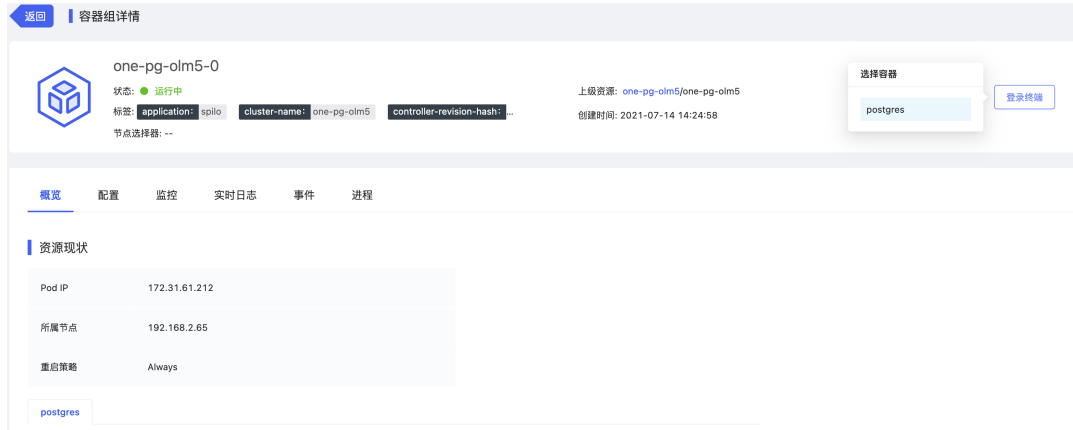 返回 容器组详情
one-pg-olm5-0
状态: 运行中
标签: application: spilo cluster-name: one-pg-olm5 controller-revision-hash: ...
节点选择器: --
上级资源: one-pg-olm5/one-pg-olm5
创建时间: 2021-07-14 14:24:58
选择容器
postgres
登录终端
概览 配置 监控 实时日志 事件 进程
资源现状
Pod IP 172.31.61.212
所属节点 192.168.2.65
重启策略 Always
postgres